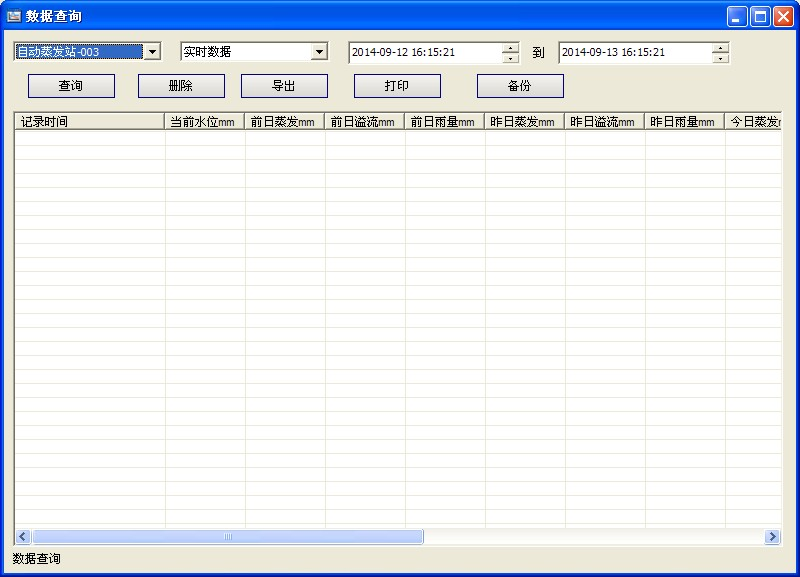 数据查询
自动蒸发站-003 实时数据 2014-09-12 16:15:21 到 2014-09-13 16:15:21
查询 删除 导出 打印 备份
记录时间 当前水位mm 前日蒸发mm 前日溢流mm 前日雨量mm 昨日蒸发mm 昨日溢流mm 昨日雨量mm 今日蒸发
数据查询